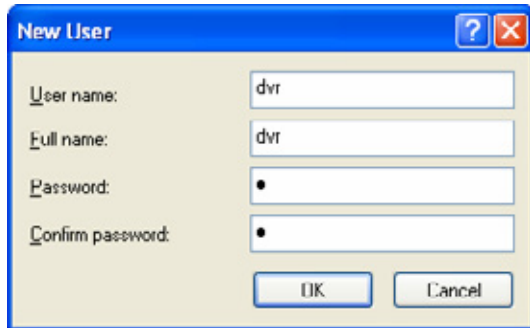 New User
User name: dvr
Full name: dvr
Password: •
Confirm password: •
OK Cancel